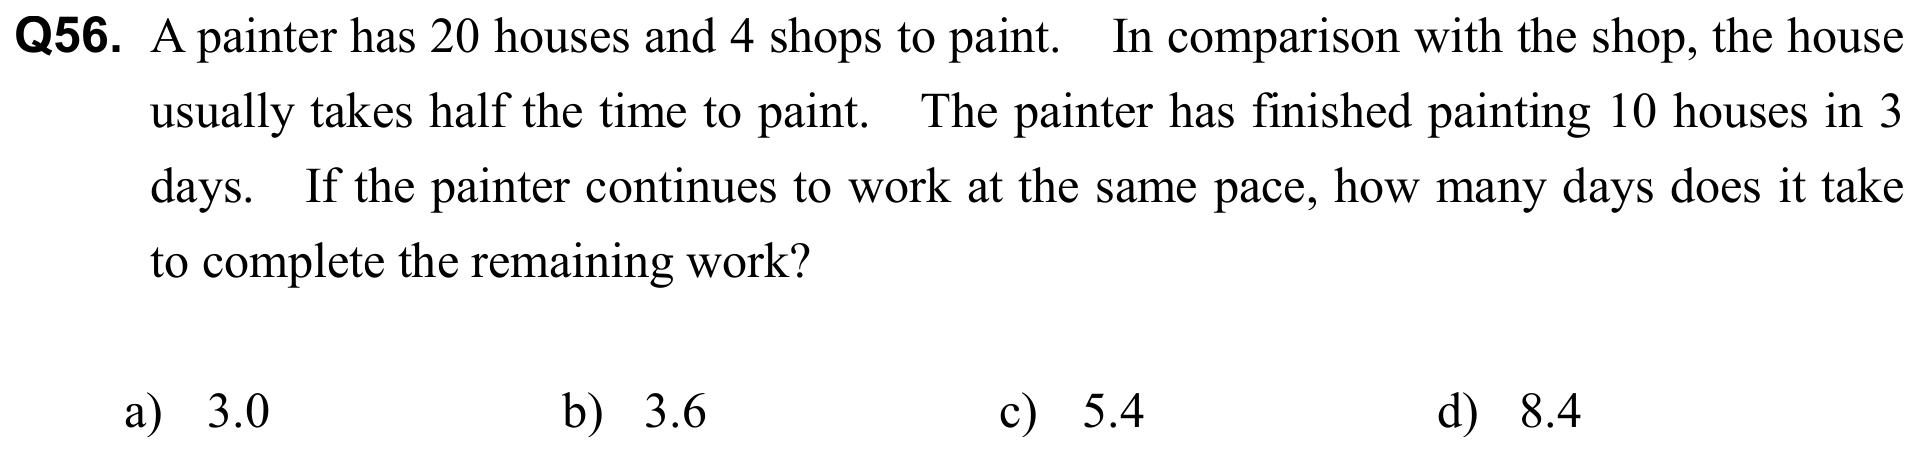 Q56. A painter has 20 houses and 4 shops to paint. In comparison with the shop, the house
usually takes half the time to paint. The painter has finished painting 10 houses in 3
days. If the painter continues to work at the same pace, how many days does it take
to complete the remaining work?
a) 3.0 b) 3.6 c) 5.4 d) 8.4